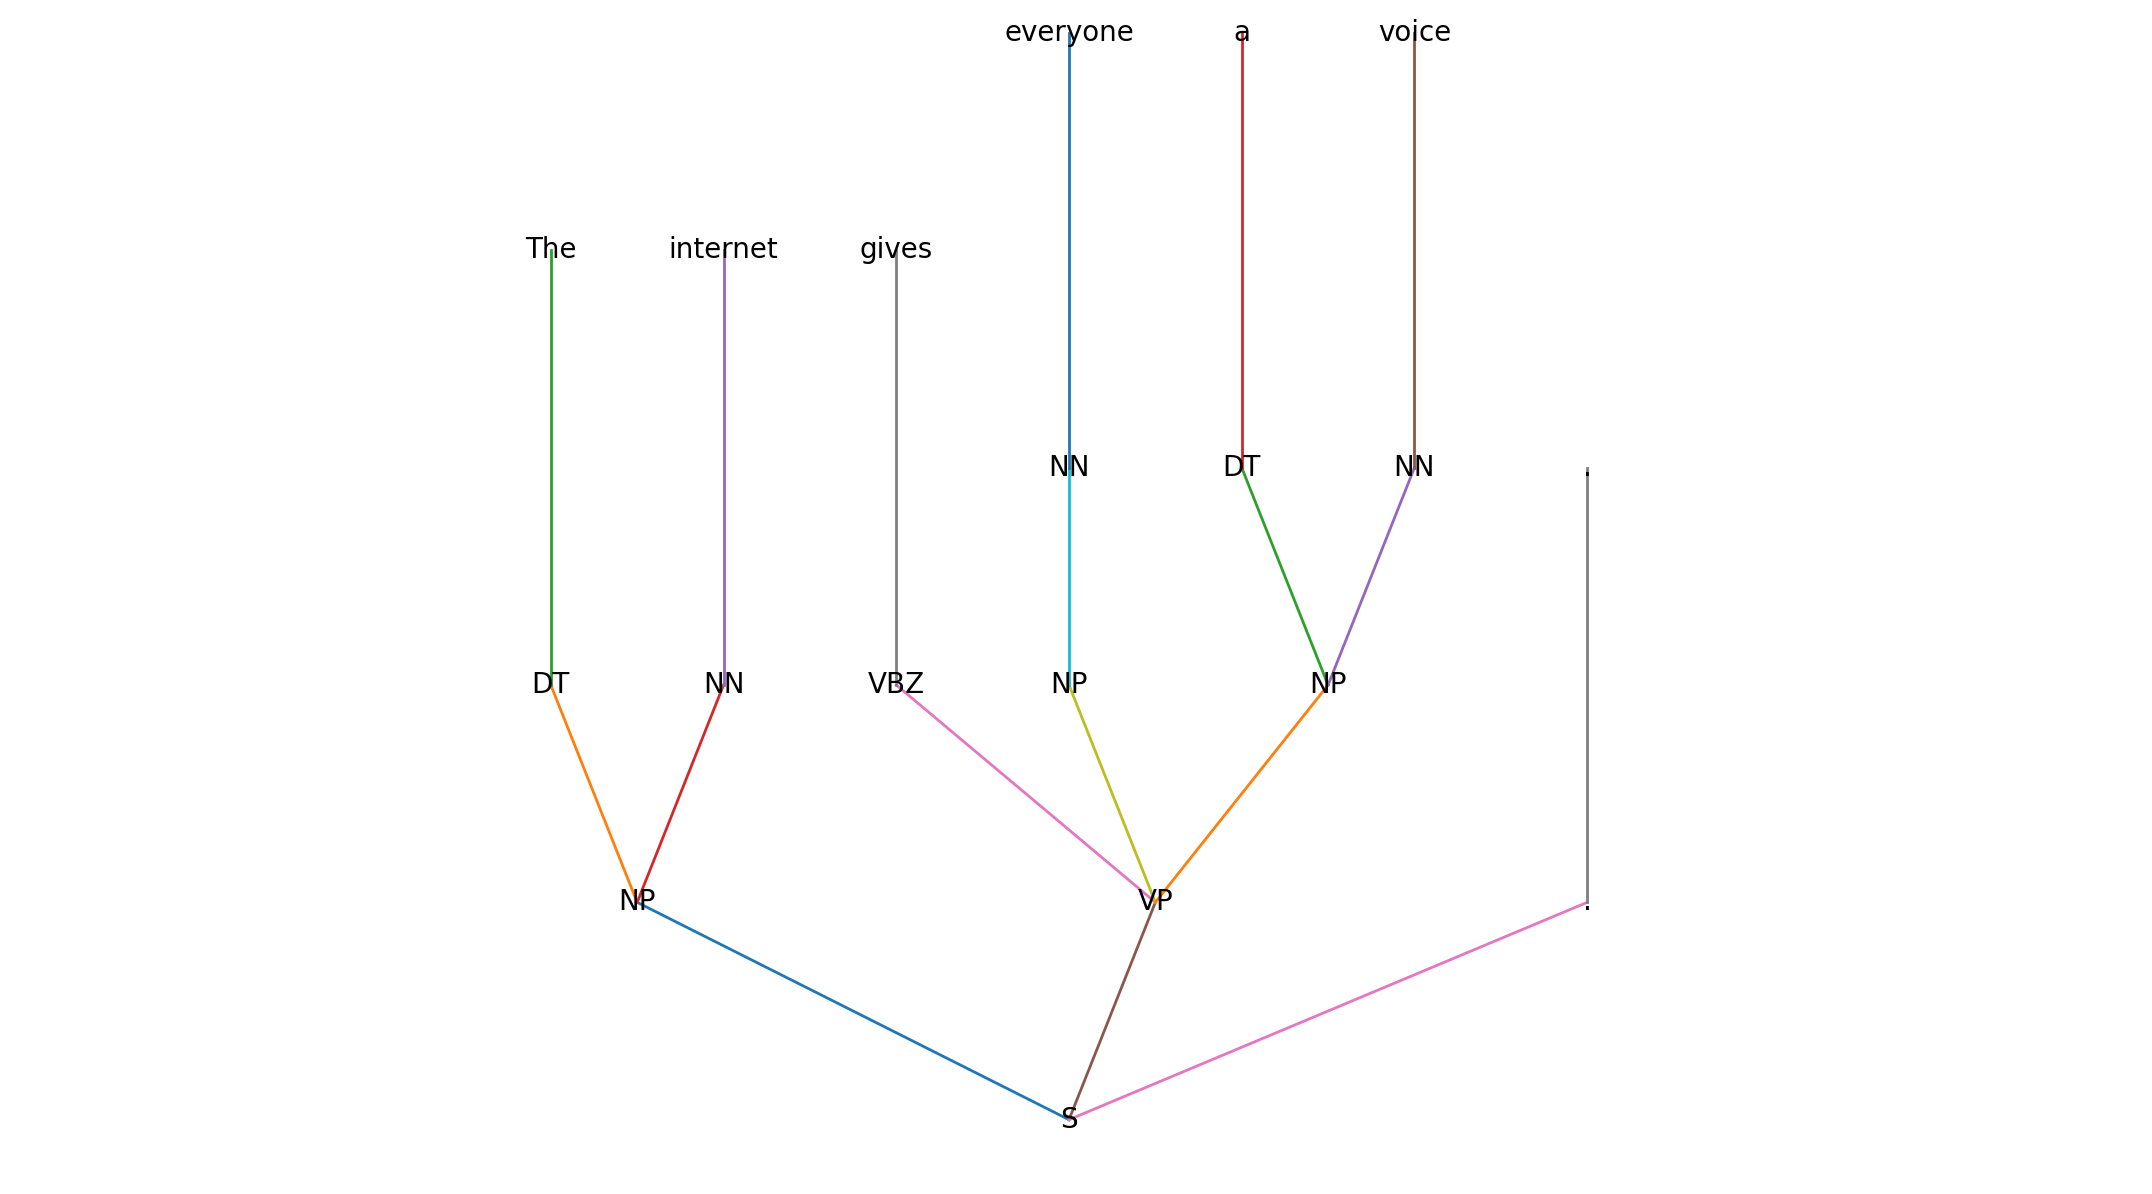 everyone a voice
The internet gives
NN DT NN .
DT NN VBZ NP NP
NP VP .
S